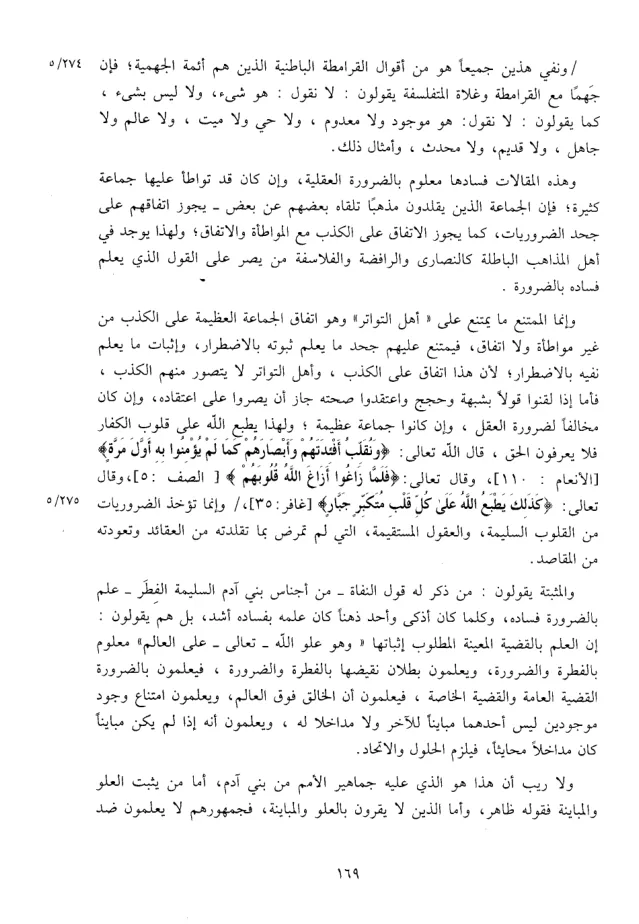 / ونفي هذين جميعاً هو من أقوال القرامطة الباطنية الذين هم أئمة الجهمية؛ فإن ٥/٢٧٤
جَهمًا مع القرامطة وغلاة المتفلسفة يقولون : لا نقول : هو شيء، ولا ليس بشيء ،
كما يقولون : لا نقول: هو موجود ولا معدوم ، ولا حي ولا ميت ، ولا عالم ولا
جاهل ، ولا قديم، ولا محدث ، وأمثال ذلك.
وهذه المقالات فسادها معلوم بالضرورة العقلية، وإن كان قد تواطأ عليها جماعة
كثيرة؛ فإن الجماعة الذين يقلدون مذهبًا تلقاه بعضهم عن بعض ـ يجوز اتفاقهم على
جحد الضروريات، كما يجوز الاتفاق على الكذب مع المواطأة والاتفاق؛ ولهذا يوجد في
أهل المذاهب الباطلة كالنصارى والرافضة والفلاسفة من يصر على القول الذي يعلم
فساده بالضرورة .
وإنما الممتنع ما يمتنع على « أهل التواتر» وهو اتفاق الجماعة العظيمة على الكذب من
غير مواطأة ولا اتفاق، فيمتنع عليهم جحد ما يعلم ثبوته بالاضطرار، وإثبات ما يعلم
نفيه بالاضطرار؛ لأن هذا اتفاق على الكذب ، وأهل التواتر لا يتصور منهم الكذب ،
فأما إذا لقنوا قولاً بشبهة وحجج واعتقدوا صحته جاز أن يصروا على اعتقاده، وإن كان
مخالفاً لضرورة العقل ، وإن كانوا جماعة عظيمة ؛ ولهذا يطبع الله على قلوب الكفار
فلا يعرفون الحق ، قال الله تعالى: ﴿وَنُقَلِّبُ أَفْئِدَتَهُمْ وَأَبْصَارَهُمْ كَمَا لَمْ يُؤْمِنُوا بِهِ أَوَّلَ مَرَّةٍ﴾
[الأنعام : ١١٠]، وقال تعالى:﴿فَلَمَّا زَاغُوا أَزَاغَ اللَّهُ قُلُوبَهُمْ ﴾ [ الصف :٥]،وقال
تعالى: ﴿كَذَلِكَ يَطْبَعُ اللَّهُ عَلَىٰ كُلِّ قَلْبِ مُتَكَبِّرٍ جَبَّارٍ﴾ [غافر:٣٥]،/ وإنما تؤخذ الضروريات ٥/٢٧٥
من القلوب السليمة، والعقول المستقيمة، التي لم تمرض بما تقلدته من العقائد وتعودته
من المقاصد.
والمثبتة يقولون : من ذكر له قول النفاة ـ من أجناس بني آدم السليمة الفِطَر ـ علم
بالضرورة فساده، وكلما كان أذكى وأحد ذهناً كان علمه بفساده أشد، بل هم يقولون :
إن العلم بالقضية المعينة المطلوب إثباتها « وهو علو الله ـ تعالى ـ على العالم» معلوم
بالفطرة والضرورة، ويعلمون بطلان نقيضها بالفطرة والضرورة ، فيعلمون بالضرورة
القضية العامة والقضية الخاصة ، فيعلمون أن الخالق فوق العالم، ويعلمون امتناع وجود
موجودين ليس أحدهما مبايناً للآخر ولا مداخلا له ، ويعلمون أنه إذا لم يكن مبايناً
كان مداخلاً محايثاً، فيلزم الحلول والاتحاد.
ولا ريب أن هذا هو الذي عليه جماهير الأمم من بني آدم، أما من يثبت العلو
والمباينة فقوله ظاهر، وأما الذين لا يقرون بالعلو والمباينة، فجمهورهم لا يعلمون ضد
١٦٩